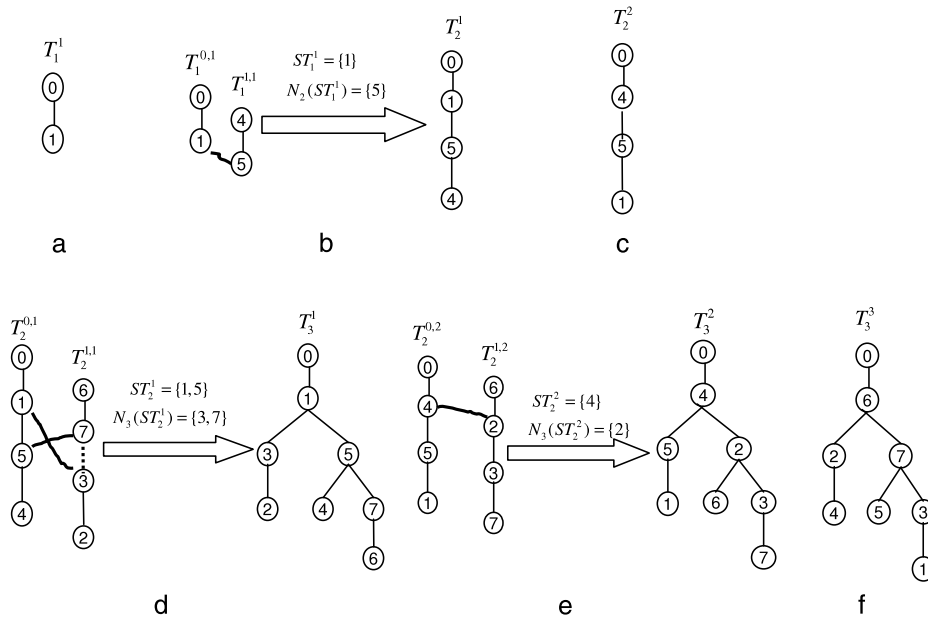 T_1^1
0
1
a
T_1^{0,1}
T_1^{1,1}
0
1
4
5
ST_1^1 = {1}
N_2(ST_1^1) = {5}
T_2^1
0
1
5
4
b
T_2^2
0
4
5
1
c
T_2^{0,1}
T_2^{1,1}
0
1
5
4
6
7
3
2
ST_2^1 = {1,5}
N_3(ST_2^1) = {3,7}
T_3^1
0
1
3 5
2 4 7
6
d
T_2^{0,2}
T_2^{1,2}
0
4
5
1
6
2
3
7
ST_2^2 = {4}
N_3(ST_2^2) = {2}
T_3^2
0
4
5 2
1 6 3
7
e
T_3^3
0
6
2 7
4 5 3
1
f